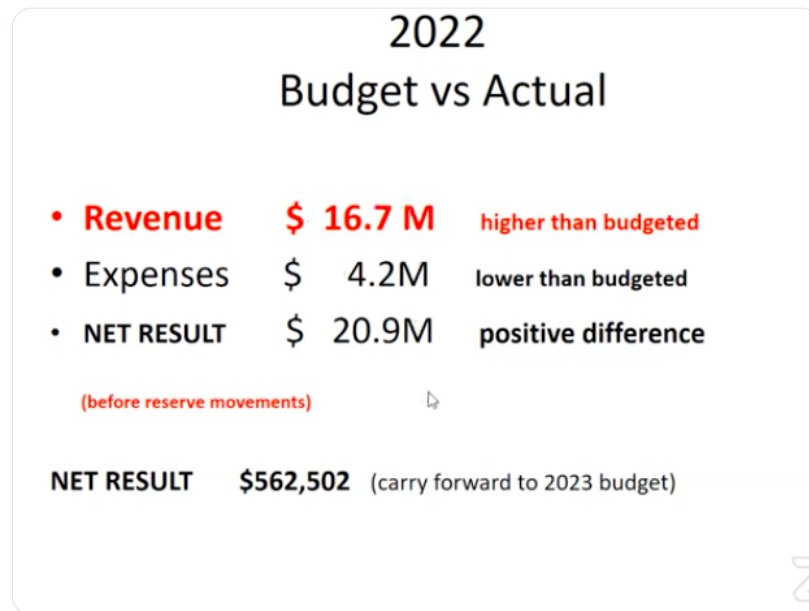 2022
Budget vs Actual
• Revenue $ 16.7 M higher than budgeted
• Expenses $ 4.2M lower than budgeted
• NET RESULT $ 20.9M positive difference
(before reserve movements)
NET RESULT $562,502 (carry forward to 2023 budget)